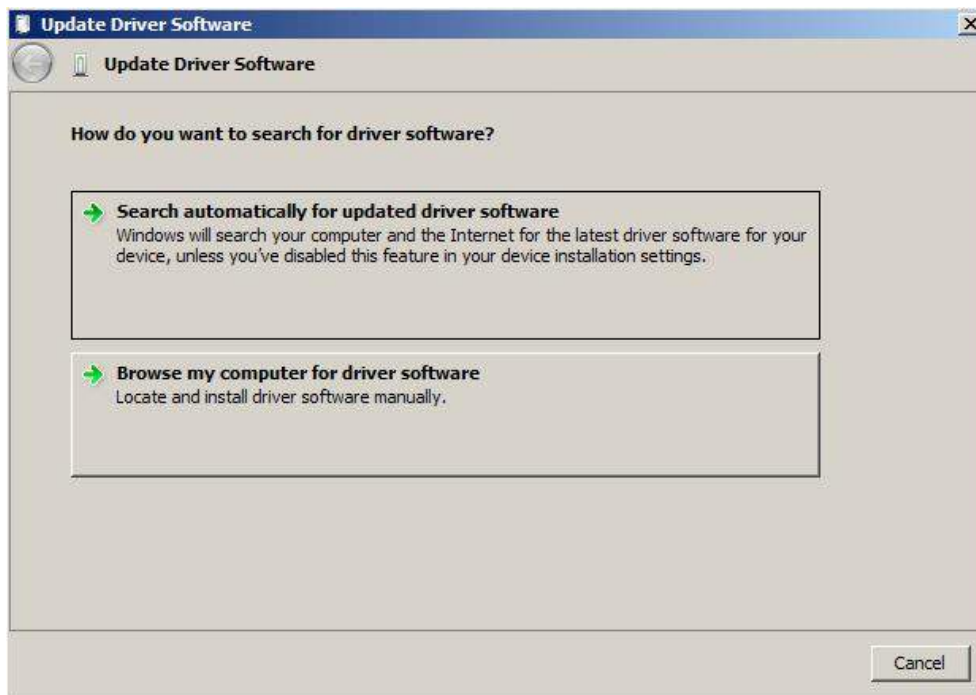 Update Driver Software
Update Driver Software
How do you want to search for driver software?
Search automatically for updated driver software
Windows will search your computer and the Internet for the latest driver software for your
device, unless you've disabled this feature in your device installation settings.
Browse my computer for driver software
Locate and install driver software manually.
Cancel